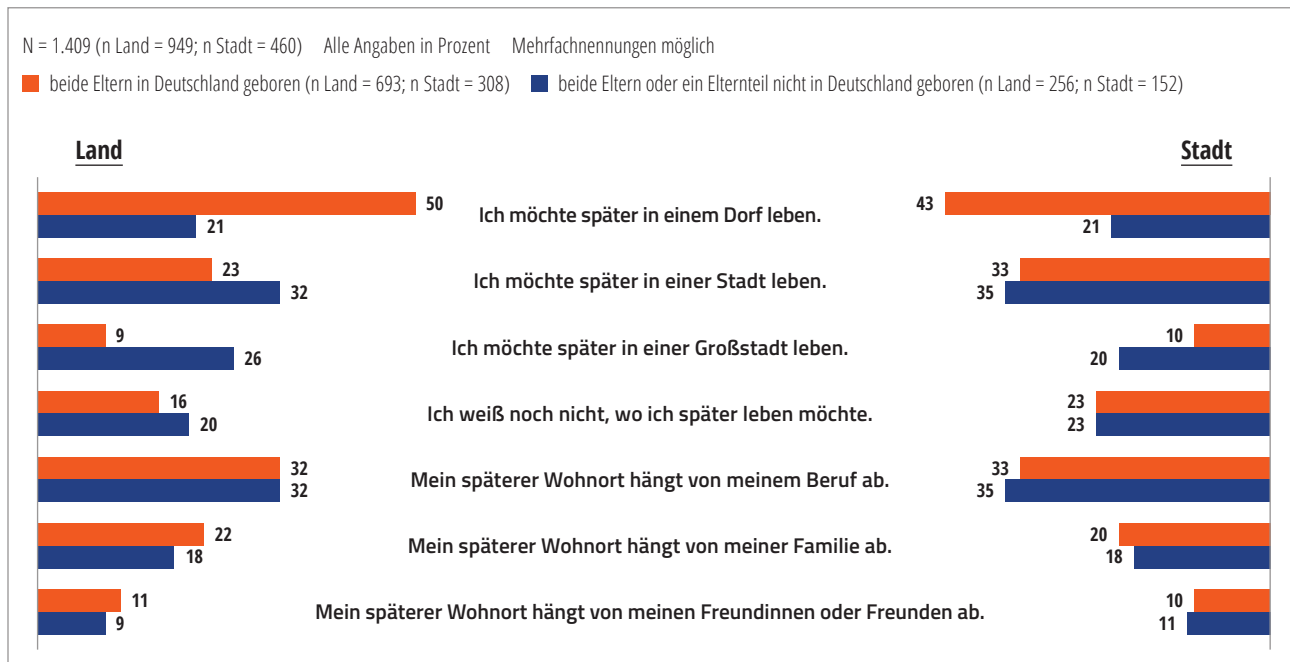 N = 1.409 (n Land = 949; n Stadt = 460) Alle Angaben in Prozent Mehrfachnennungen möglich
beide Eltern in Deutschland geboren (n Land = 693; n Stadt = 308) beide Eltern oder ein Elternteil nicht in Deutschland geboren (n Land = 256; n Stadt = 152)
Land Stadt
50 Ich möchte später in einem Dorf leben. 43
21 21
23 Ich möchte später in einer Stadt leben. 33
32 35
9 Ich möchte später in einer Großstadt leben. 10
26 20
16 Ich weiß noch nicht, wo ich später leben möchte. 23
20 23
32 Mein späterer Wohnort hängt von meinem Beruf ab. 33
32 35
22 Mein späterer Wohnort hängt von meiner Familie ab. 20
18 18
11 Mein späterer Wohnort hängt von meinen Freundinnen oder Freunden ab. 10
9 11